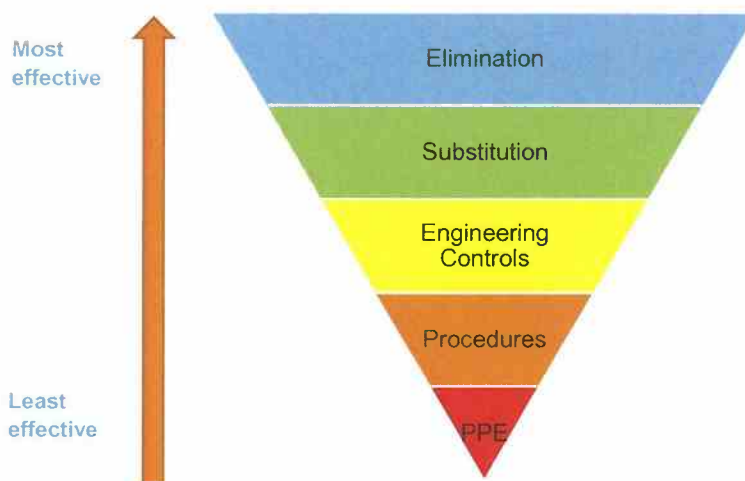 Most
effective
Elimination
Substitution
Engineering
Controls
Procedures
Least
effective
PPE